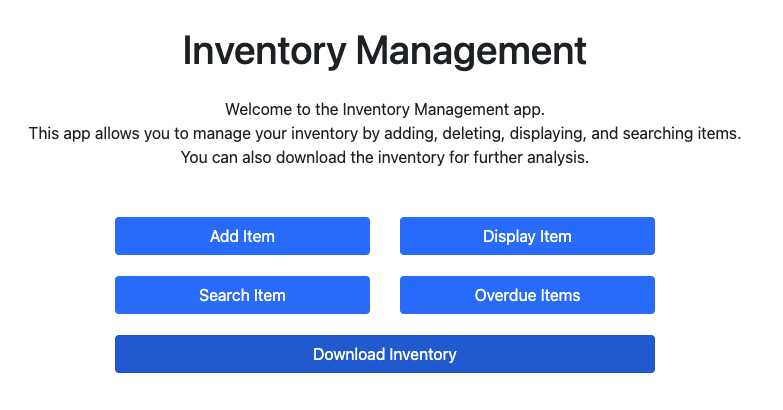 Inventory Management
Welcome to the Inventory Management app.
This app allows you to manage your inventory by adding, deleting, displaying, and searching items.
You can also download the inventory for further analysis.
Add Item
Display Item
Search Item
Overdue Items
Download Inventory